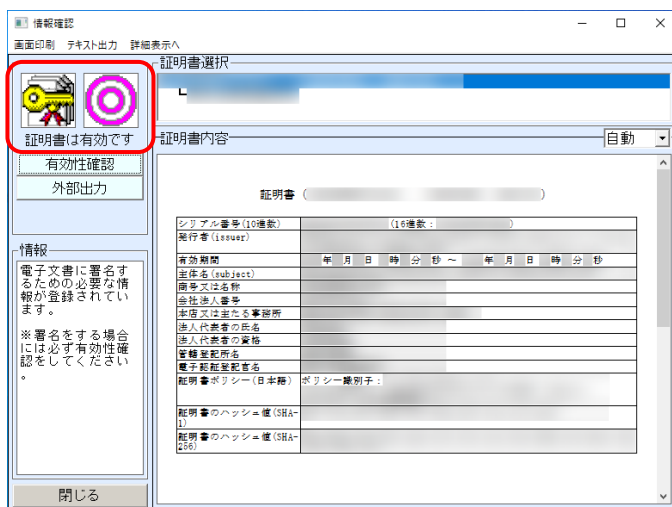 情報確認
画面印刷 テキスト出力 詳細表示へ
証明書は有効です
有効性確認
外部出力
情報
電子文書に署名す
るための必要な情
報が登録されてい
ます。
※署名をする場合
には必ず有効性確
認をしてください
。
閉じる
証明書選択
証明書内容
自動
証明書 ( )
シリアル番号(10進数) (16進数: )
発行者(issuer)
有効期間 年 月 日 時 分 秒 ~ 年 月 日 時 分 秒
主体名(subject)
商号又は名称
会社法人番号
本店又は主たる事務所
法人代表者の氏名
法人代表者の資格
管轄登記所名
電子認証登記官名
証明書ポリシー(日本語) ポリシー識別子:
証明書のハッシュ値(SHA-
1)
証明書のハッシュ値(SHA-
256)